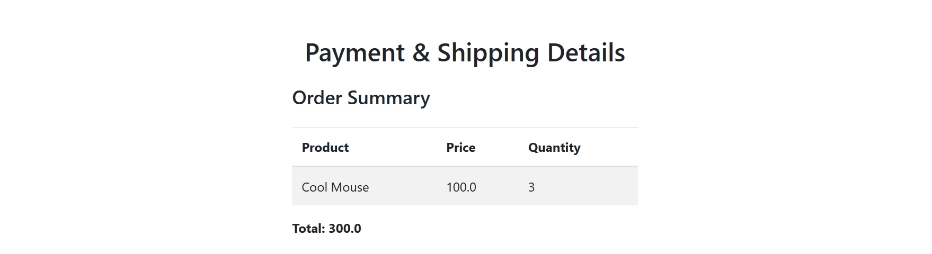 Payment & Shipping Details
Order Summary
Product Price Quantity
Cool Mouse 100.0 3
Total: 300.0